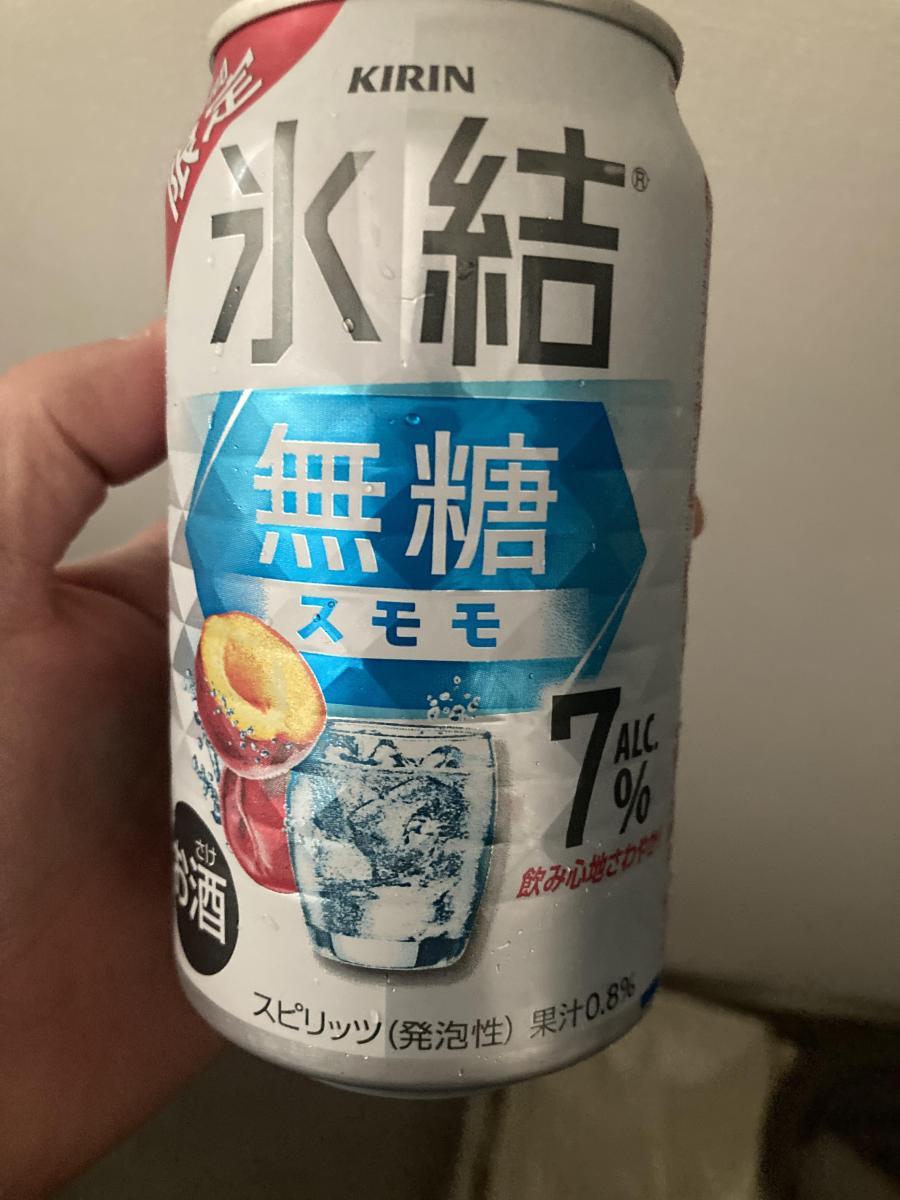 限定
KIRIN
氷結®
無糖
スモモ
7
ALC.
%
飲み心地さわやか
さけ
お酒
スピリッツ(発泡性) 果汁0.8%